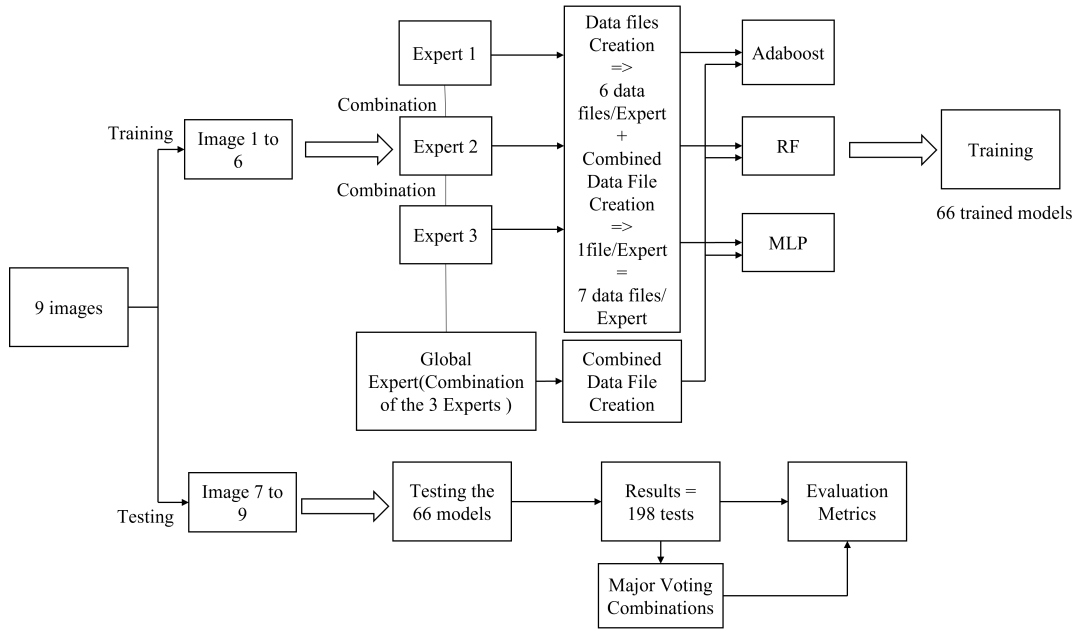 9 images
Training
Image 1 to
6
Expert 1
Combination
Expert 2
Combination
Expert 3
Global
Expert(Combination
of the 3 Experts )
Data files
Creation
=>
6 data
files/Expert
+
Combined
Data File
Creation
=>
1file/Expert
=
7 data files/
Expert
Combined
Data File
Creation
Adaboost
RF
MLP
Training
66 trained models
Testing
Image 7 to
9
Testing the
66 models
Results =
198 tests
Major Voting
Combinations
Evaluation
Metrics